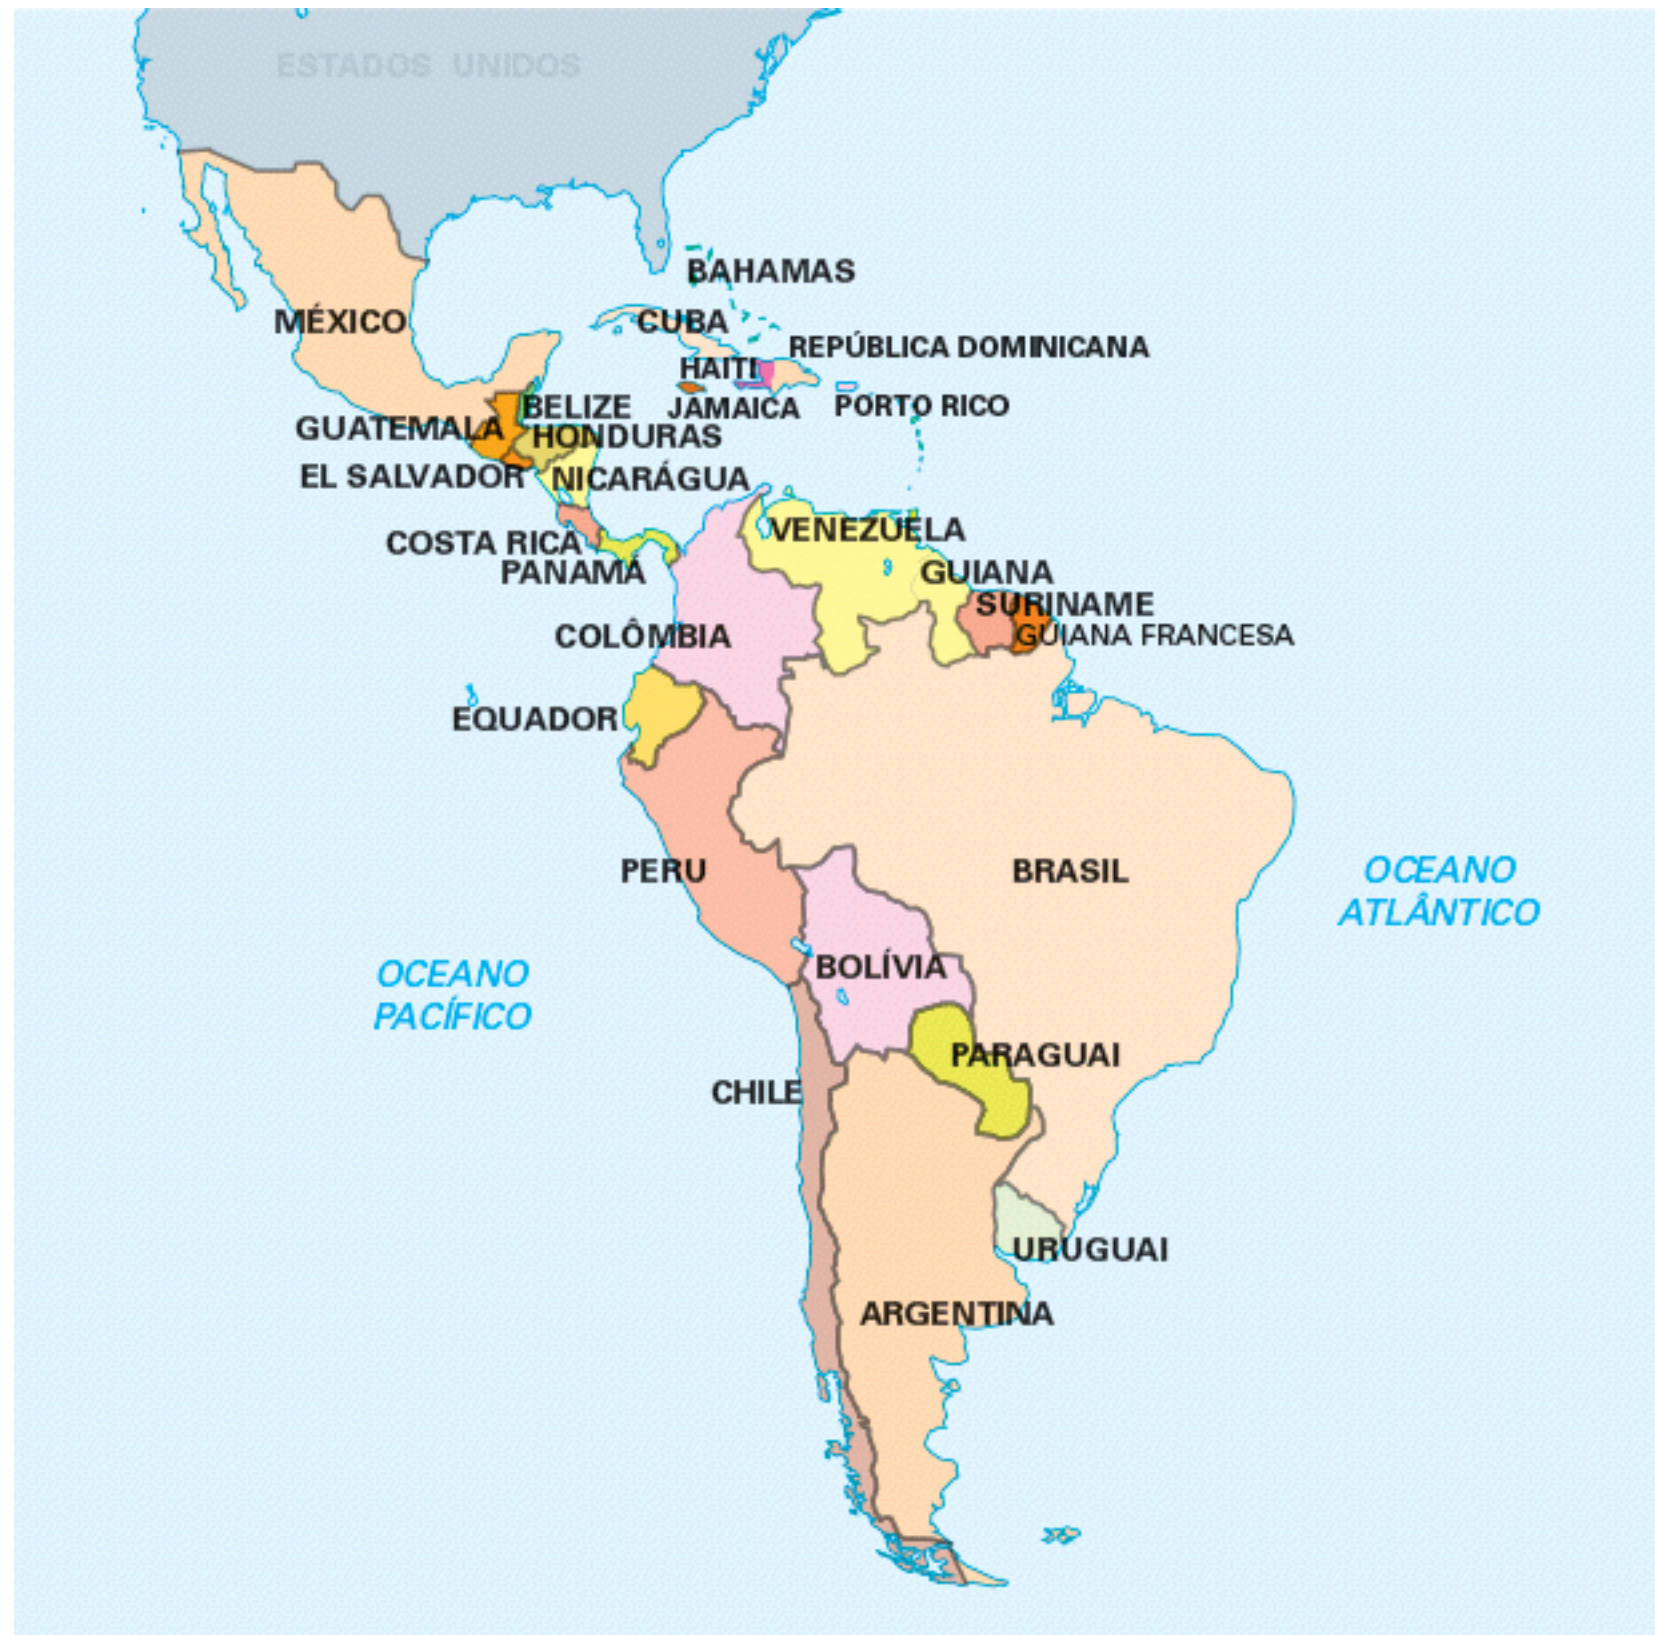 ESTADOS UNIDOS
BAHAMAS
MÉXICO
CUBA
REPÚBLICA DOMINICANA
HAITI
JAMAICA
PORTO RICO
BELIZE
GUATEMALA
HONDURAS
EL SALVADOR
NICARÁGUA
VENEZUELA
COSTA RICA
PANAMÁ
GUIANA
SURINAME
COLÔMBIA
GUIANA FRANCESA
EQUADOR
PERU
BRASIL
OCEANO
ATLÂNTICO
BOLÍVIA
OCEANO
PACÍFICO
PARAGUAI
CHILE
URUGUAI
ARGENTINA